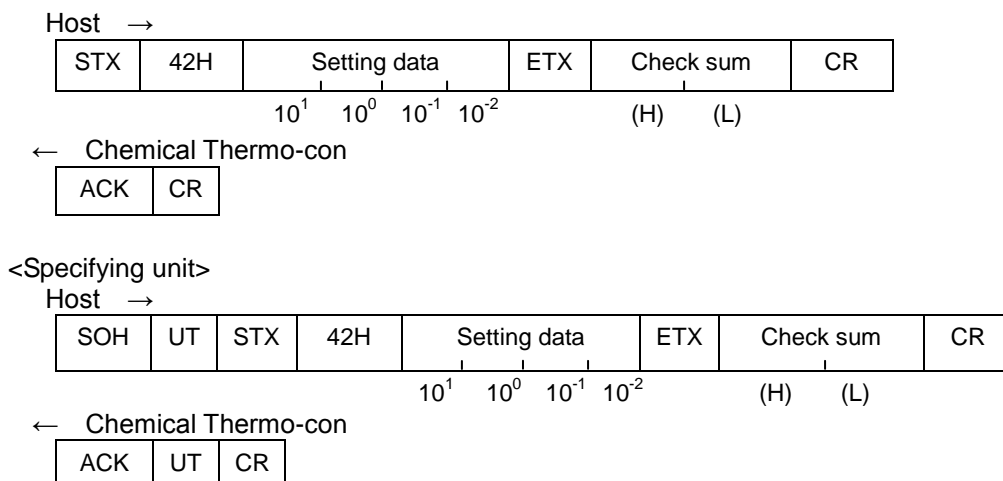 Host →
STX 42H Setting data ETX Check sum CR
10¹ 10⁰ 10⁻¹ 10⁻² (H) (L)
← Chemical Thermo-con
ACK CR
<Specifying unit>
Host →
SOH UT STX 42H Setting data ETX Check sum CR
10¹ 10⁰ 10⁻¹ 10⁻² (H) (L)
← Chemical Thermo-con
ACK UT CR